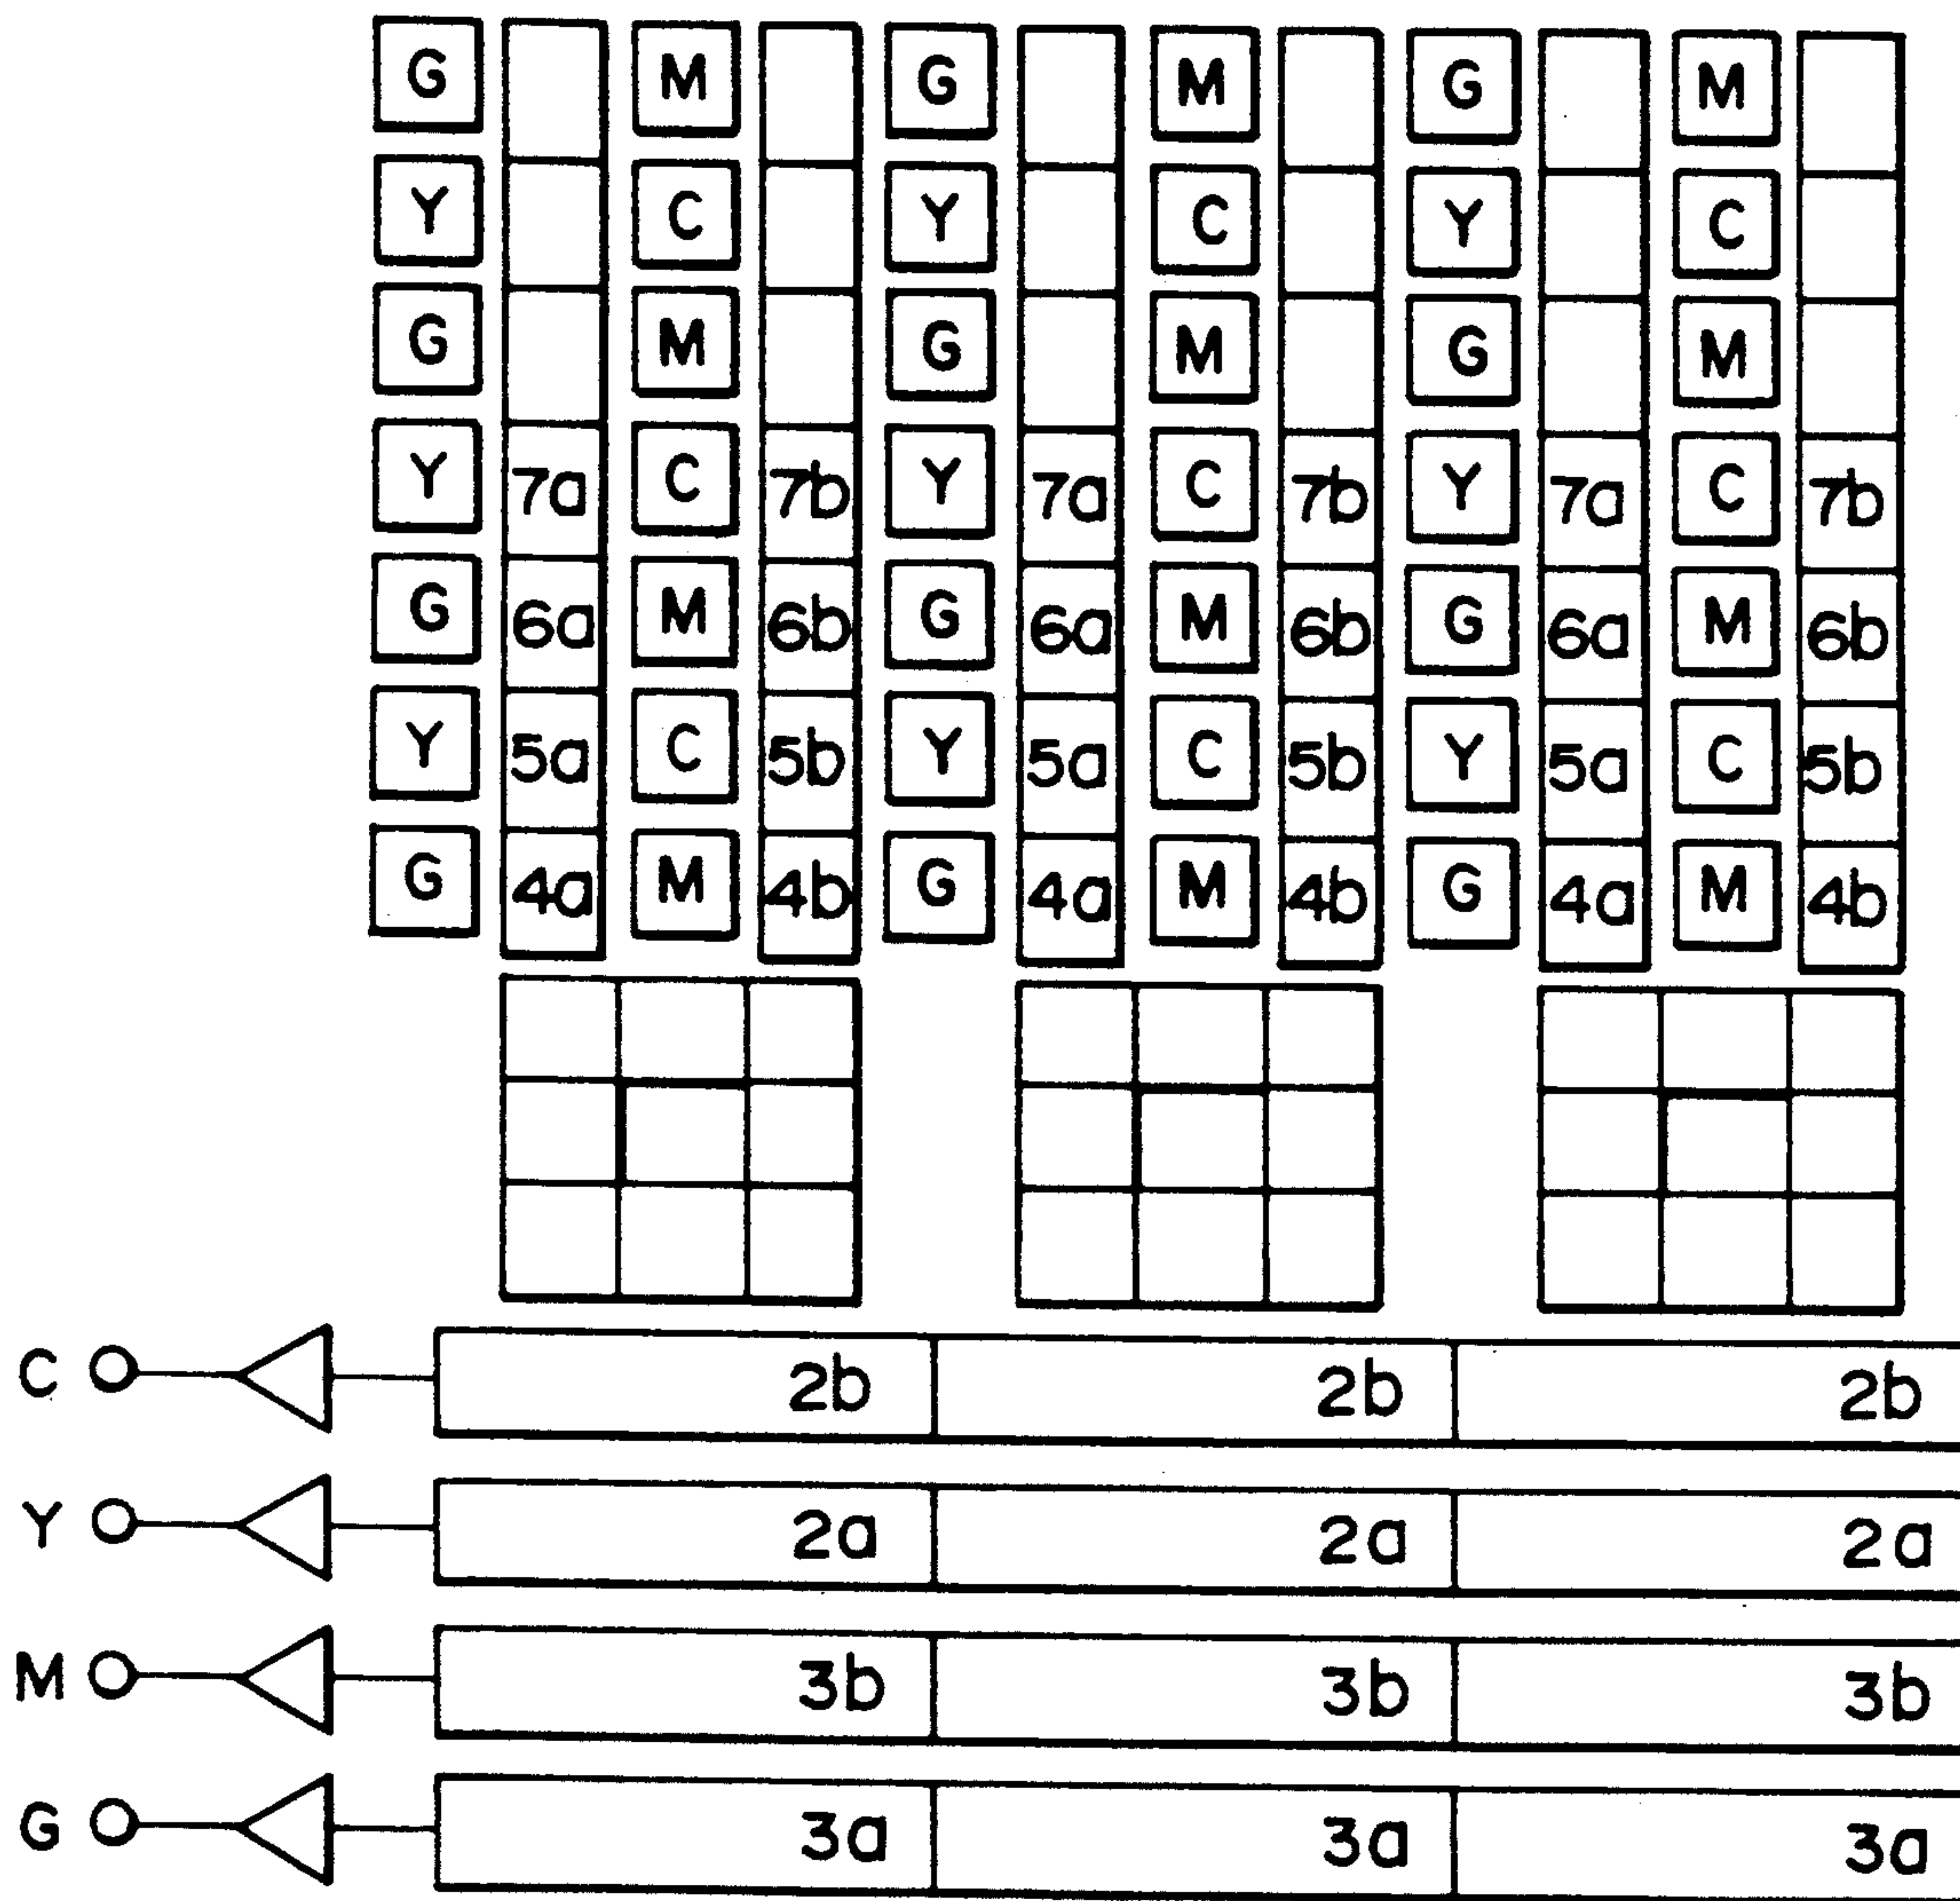 G M G M G M
Y C Y C Y C
G M G M G M
Y 7a C 7b Y 7a C 7b Y 7a C 7b
G 6a M 6b G 6a M 6b G 6a M 6b
Y 5a C 5b Y 5a C 5b Y 5a C 5b
G 4a M 4b G 4a M 4b G 4a M 4b
C 2b 2b 2b
Y 2a 2a 2a
M 3b 3b 3b
G 3a 3a 3a